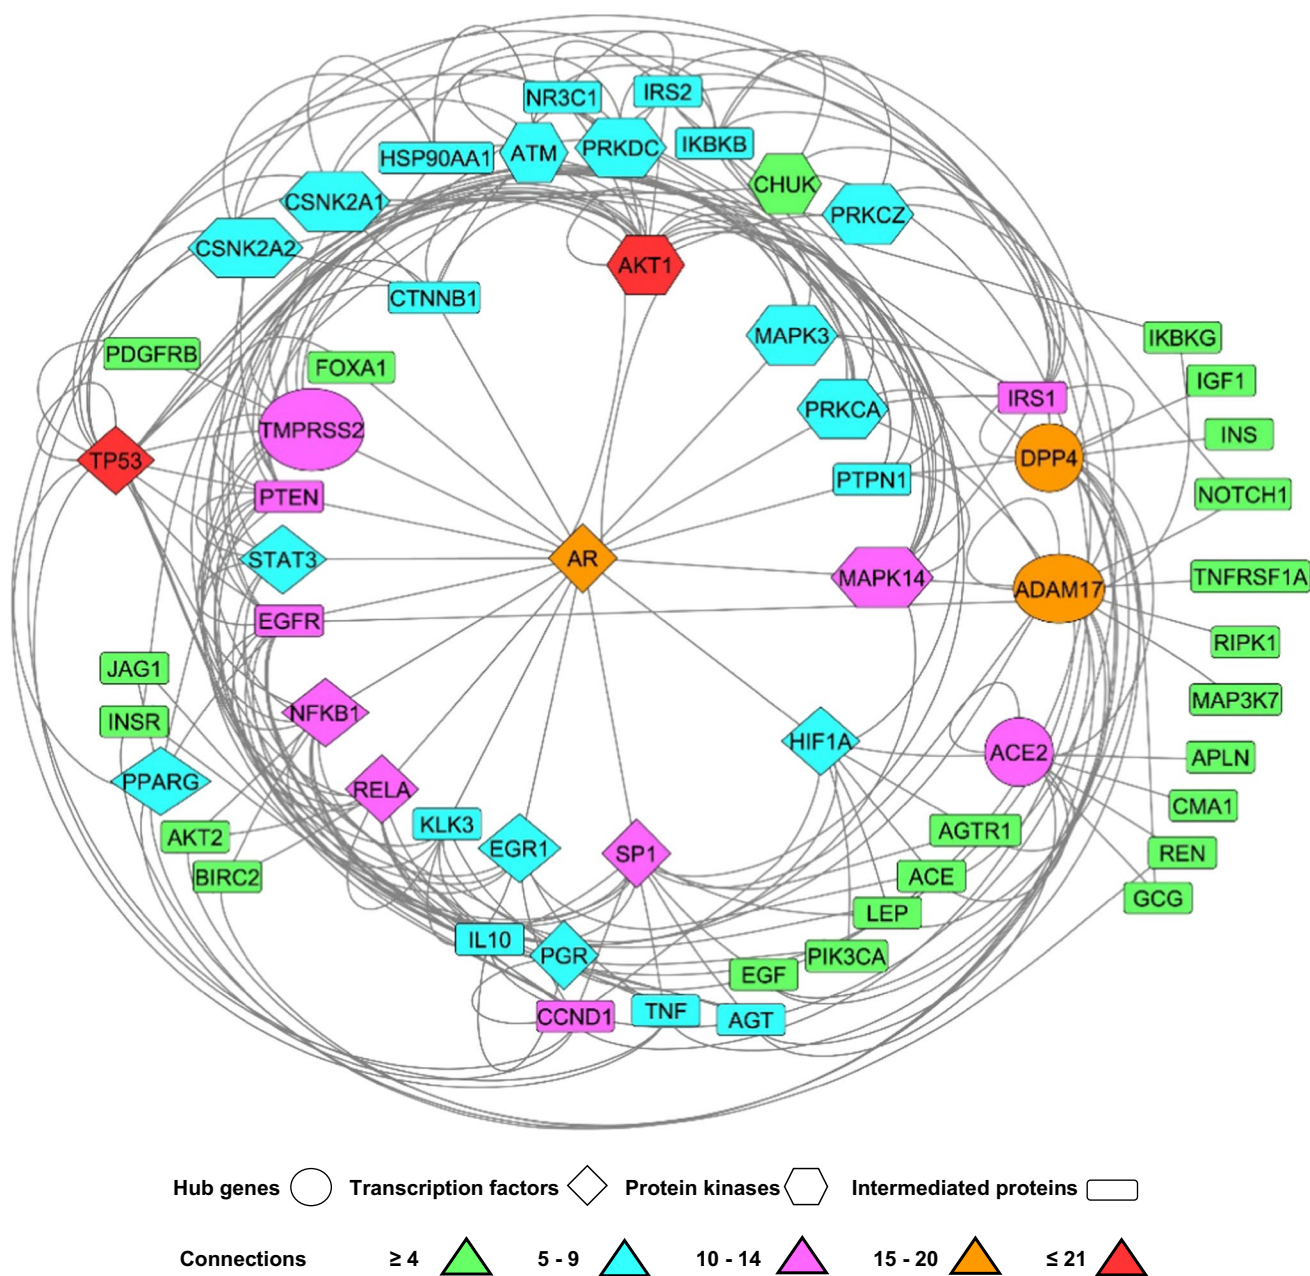 NR3C1
IRS2
HSP90AA1
ATM
PRKDC
IKBKB
CHUK
CSNK2A1
PRKCZ
CSNK2A2
AKT1
CTNNB1
MAPK3
IKBKG
PDGFRB
FOXA1
IGF1
IRS1
PRKCA
TMPRSS2
INS
TP53
DPP4
PTPN1
PTEN
NOTCH1
STAT3
AR
MAPK14
ADAM17
TNFRSF1A
EGFR
RIPK1
JAG1
MAP3K7
INSR
NFKB1
HIF1A
ACE2
APLN
PPARG
RELA
CMA1
AKT2
KLK3
EGR1
SP1
AGTR1
REN
BIRC2
ACE
GCG
LEP
IL10
PGR
PIK3CA
EGF
CCND1
TNF
AGT
Hub genes Transcription factors Protein kinases Intermediated proteins
Connections ≥ 4 5 - 9 10 - 14 15 - 20 ≤ 21